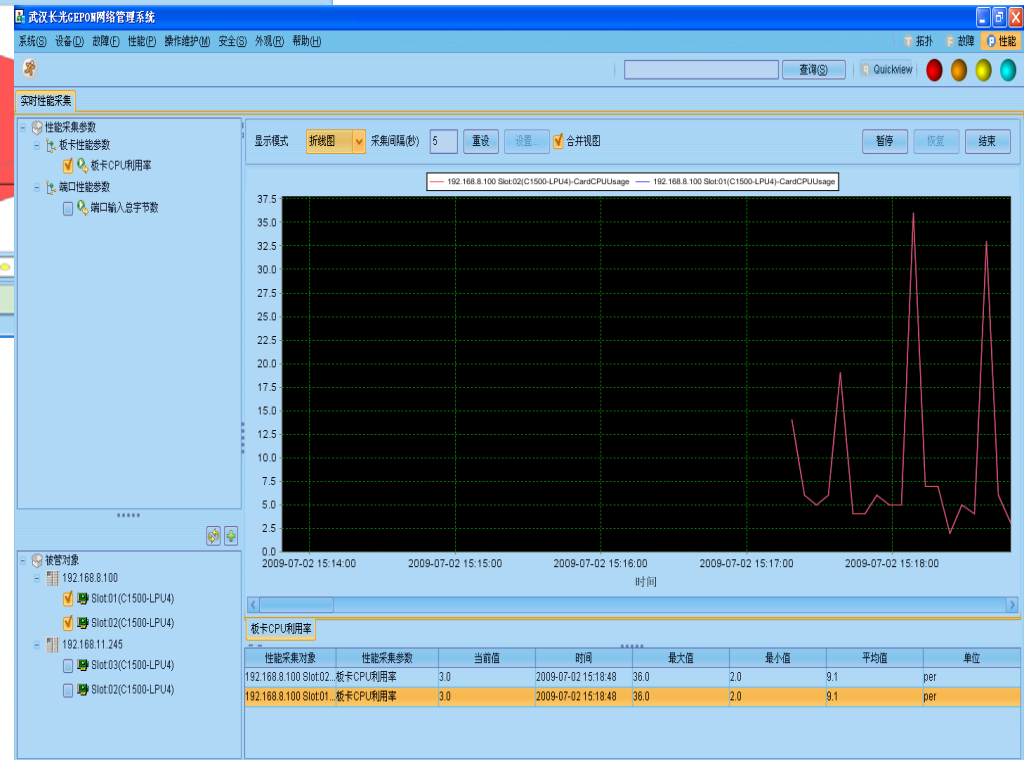 武汉长光GEPON网络管理系统
系统(S) 设备(D) 故障(F) 性能(P) 操作维护(M) 安全(S) 外观(R) 帮助(H) T 拓扑 F 故障 P 性能
查询(S) Quickview
实时性能采集
性能采集参数
板卡性能参数
板卡CPU利用率
端口性能参数
端口输入总字节数
显示模式 折线图 采集间隔(秒) 5 重设 设置... 合并视图 暂停 恢复 结束
192.168.8.100 Slot:02(C1500-LPU4)-CardCPUUsage 192.168.8.100 Slot:01(C1500-LPU4)-CardCPUUsage
37.5
35.0
32.5
30.0
27.5
25.0
22.5
20.0
17.5
15.0
12.5
10.0
7.5
5.0
2.5
0.0
2009-07-02 15:14:00 2009-07-02 15:15:00 2009-07-02 15:16:00 2009-07-02 15:17:00 2009-07-02 15:18:00
时间
被管对象
192.168.8.100
Slot:01(C1500-LPU4)
Slot:02(C1500-LPU4)
192.168.11.245
Slot:03(C1500-LPU4)
Slot:02(C1500-LPU4)
板卡CPU利用率
性能采集对象 性能采集参数 当前值 时间 最大值 最小值 平均值 单位
192.168.8.100 Slot:02... 板卡CPU利用率 3.0 2009-07-02 15:18:48 36.0 2.0 9.1 per
192.168.8.100 Slot:01... 板卡CPU利用率 3.0 2009-07-02 15:18:48 36.0 2.0 9.1 per